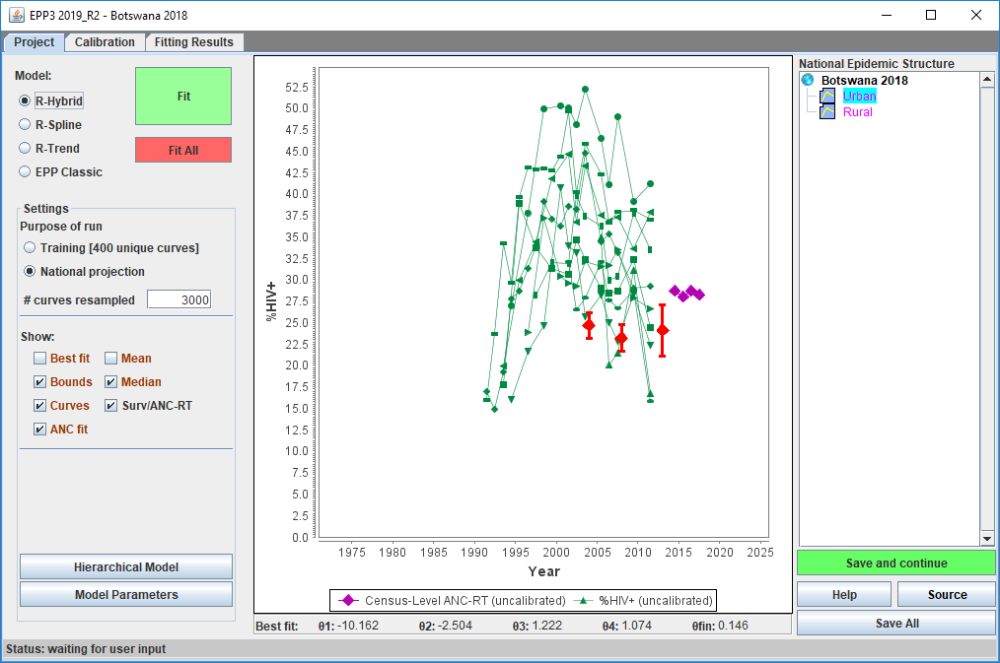 EPP3 2019_R2 - Botswana 2018
Project
Calibration
Fitting Results
Model:
R-Hybrid
R-Spline
R-Trend
EPP Classic
Fit
Fit All
Settings
Purpose of run
Training [400 unique curves]
National projection
# curves resampled 3000
Show:
Best fit
Mean
Bounds
Median
Curves
Surv/ANC-RT
ANC fit
Hierarchical Model
Model Parameters
%HIV+
52.5
50.0
47.5
45.0
42.5
40.0
37.5
35.0
32.5
30.0
27.5
25.0
22.5
20.0
17.5
15.0
12.5
10.0
7.5
5.0
2.5
0.0
1975 1980 1985 1990 1995 2000 2005 2010 2015 2020 2025
Year
Census-Level ANC-RT (uncalibrated) %HIV+ (uncalibrated)
Best fit: θ1: -10.162 θ2: -2.504 θ3: 1.222 θ4: 1.074 θfin: 0.146
National Epidemic Structure
Botswana 2018
Urban
Rural
Save and continue
Help
Source
Save All
Status: waiting for user input